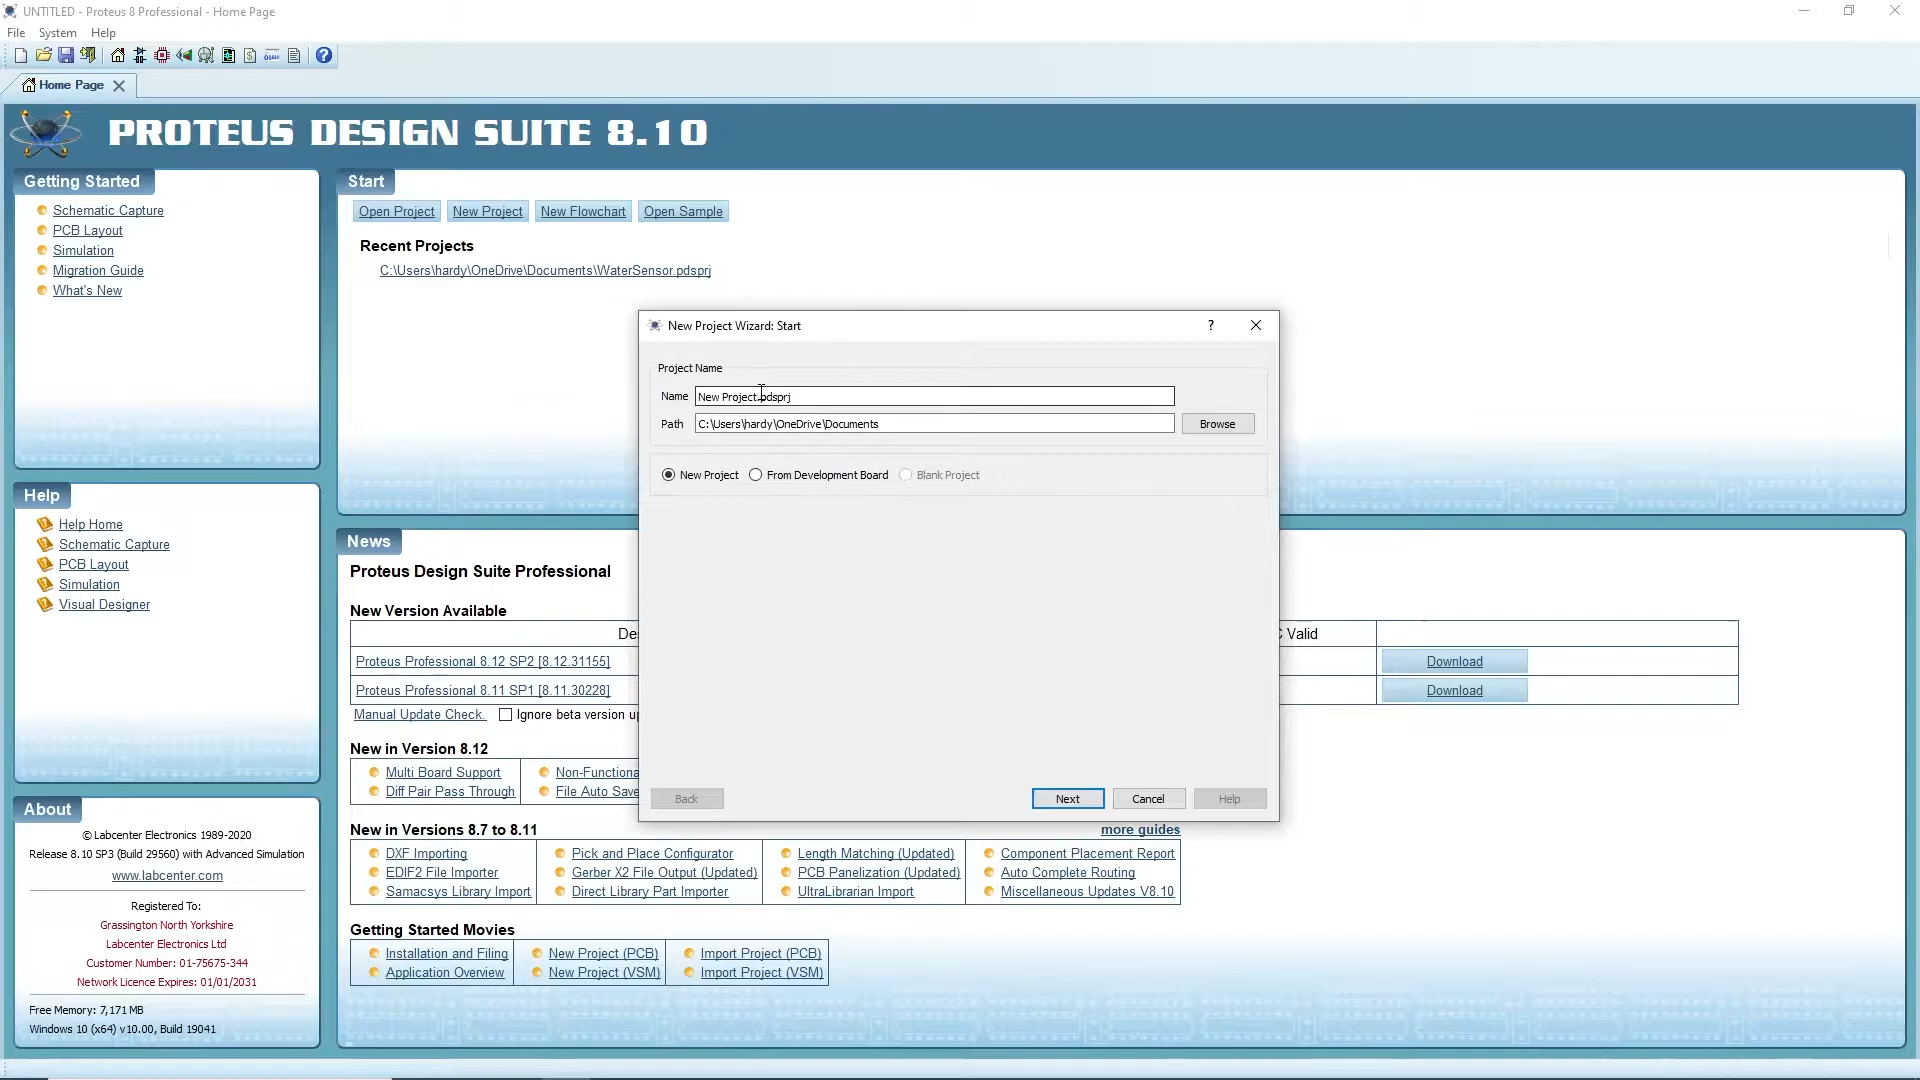 UNTITLED - Proteus 8 Professional - Home Page
File System Help
Home Page
PROTEUS DESIGN SUITE 8.10
Getting Started
Schematic Capture
PCB Layout
Simulation
Migration Guide
What's New
Start
Open Project New Project New Flowchart Open Sample
Recent Projects
C:\Users\hardy\OneDrive\Documents\WaterSensor.pdsprj
New Project Wizard: Start
?
Project Name
Name New Project.pdsprj
Path C:\Users\hardy\OneDrive\Documents Browse
New Project From Development Board Blank Project
Back Next Cancel Help
Help
Help Home
Schematic Capture
PCB Layout
Simulation
Visual Designer
News
Proteus Design Suite Professional
New Version Available
Valid
Proteus Professional 8.12 SP2 [8.12.31155] Download
Proteus Professional 8.11 SP1 [8.11.30228] Download
Manual Update Check. Ignore beta version
New in Version 8.12
Multi Board Support
Diff Pair Pass Through File Auto Save
New in Versions 8.7 to 8.11 more guides
DXF Importing Pick and Place Configurator Length Matching (Updated) Component Placement Report
EDIF2 File Importer Gerber X2 File Output (Updated) PCB Panelization (Updated) Auto Complete Routing
Samacsys Library Import Direct Library Part Importer UltraLibrarian Import Miscellaneous Updates V8.10
Getting Started Movies
Installation and Filing New Project (PCB) Import Project (PCB)
Application Overview New Project (VSM) Import Project (VSM)
About
© Labcenter Electronics 1989-2020
Release 8.10 SP3 (Build 29560) with Advanced Simulation
www.labcenter.com
Registered To:
Grassington North Yorkshire
Labcenter Electronics Ltd
Customer Number: 01-75675-344
Network Licence Expires: 01/01/2031
Free Memory: 7,171 MB
Windows 10 (x64) v10.00, Build 19041